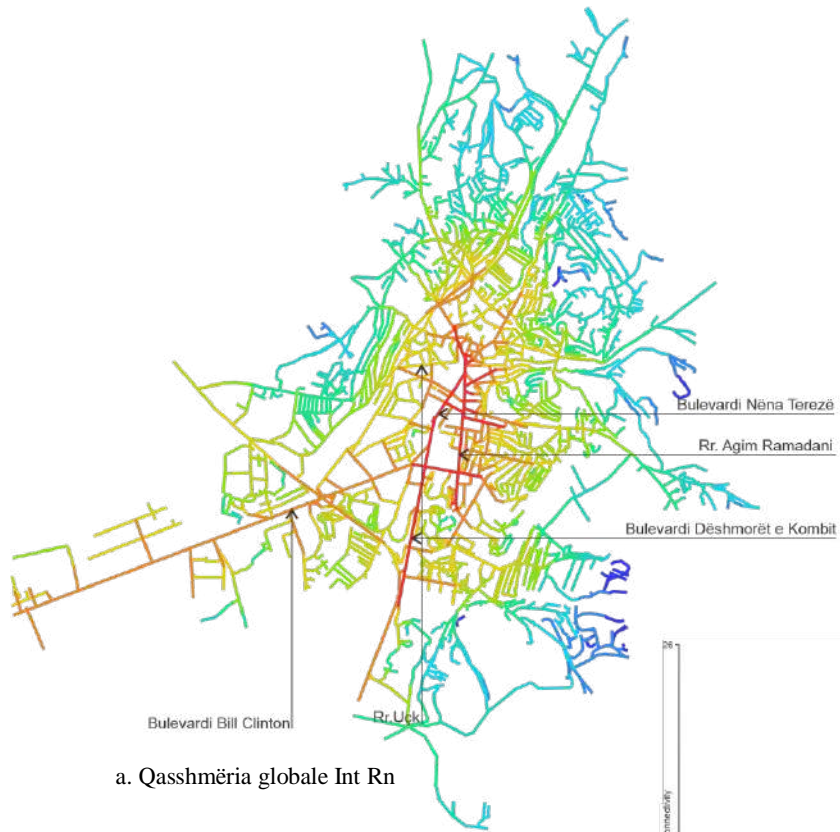 Bulevardi Nëna Terezë
Rr. Agim Ramadani
Bulevardi Dëshmorët e Kombit
26
Bulevardi Bill Clinton
Rr.Uçk
a. Qasshmëria globale Int Rn